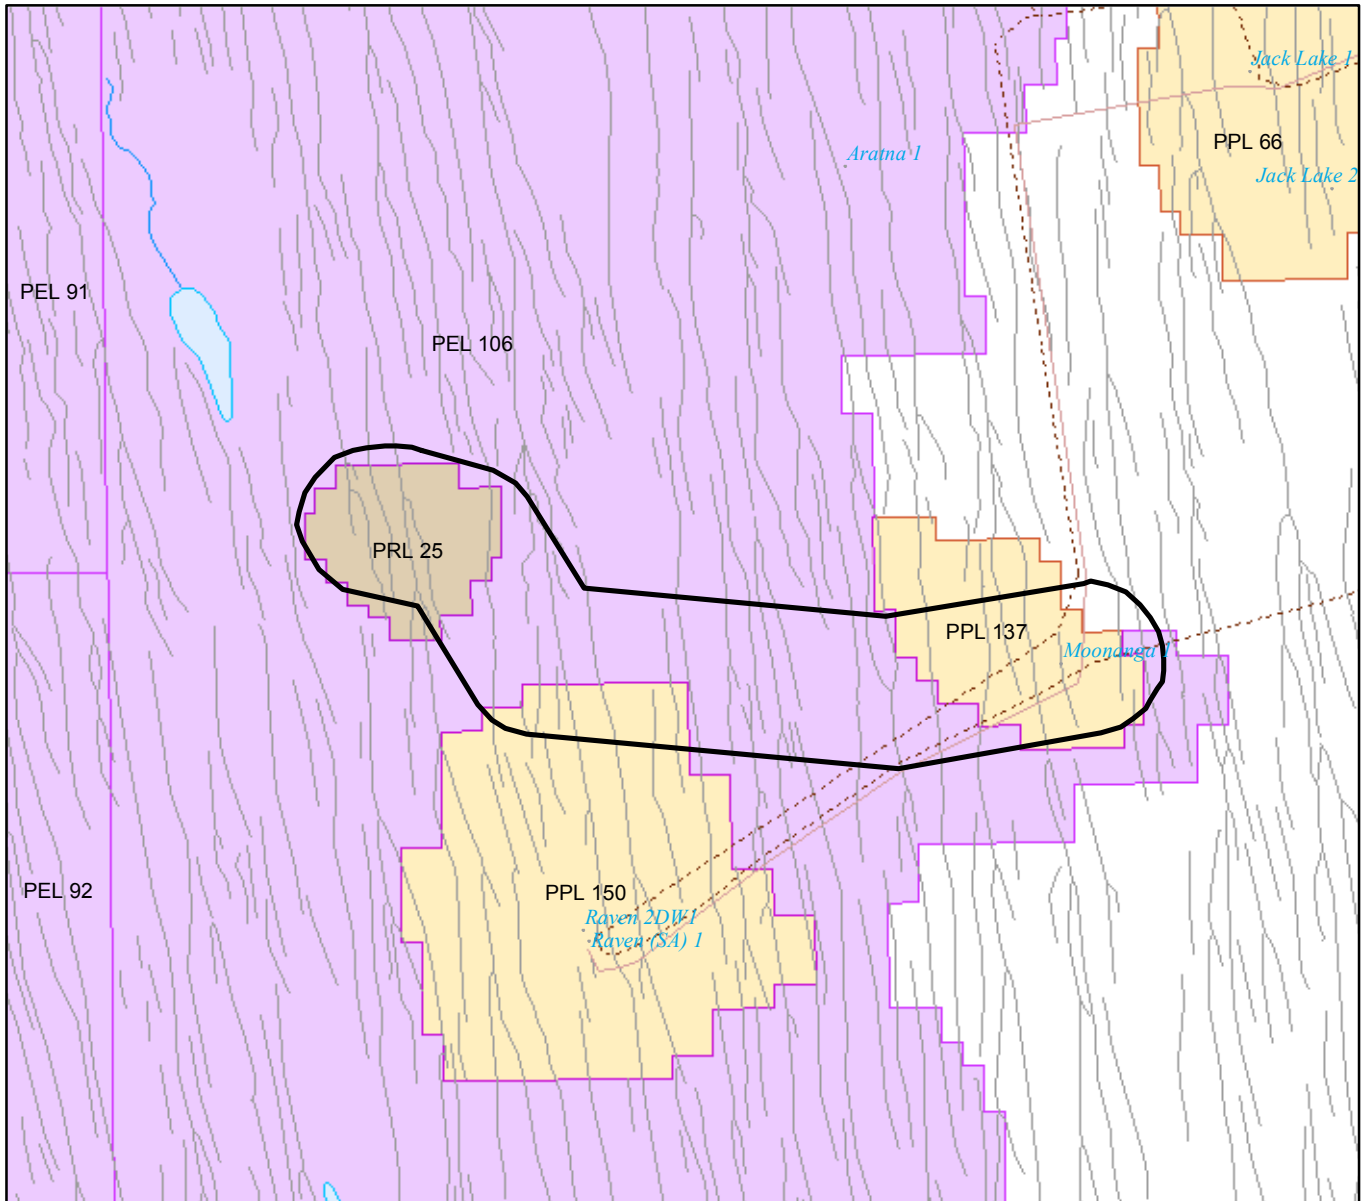 Jack Lake 1
PPL 66
Aratna 1
Jack Lake 2
PEL 91
PEL 106
PRL 25
PPL 137
Moonanga 1
PEL 92
PPL 150
Raven 2DW1
Raven (SA) 1